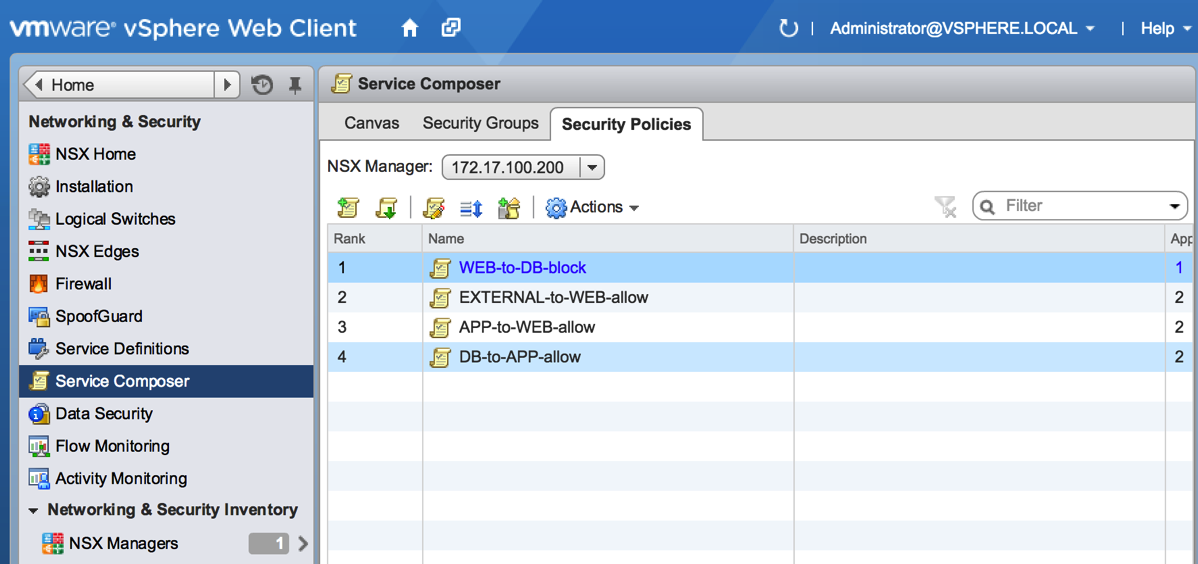 vmware® vSphere Web Client
Administrator@VSPHERE.LOCAL
Help
Home
Networking & Security
NSX Home
Installation
Logical Switches
NSX Edges
Firewall
SpoofGuard
Service Definitions
Service Composer
Data Security
Flow Monitoring
Activity Monitoring
Networking & Security Inventory
NSX Managers 1
Service Composer
Canvas Security Groups Security Policies
NSX Manager: 172.17.100.200
Actions Filter
Rank Name Description App
1 WEB-to-DB-block 1
2 EXTERNAL-to-WEB-allow 2
3 APP-to-WEB-allow 2
4 DB-to-APP-allow 2